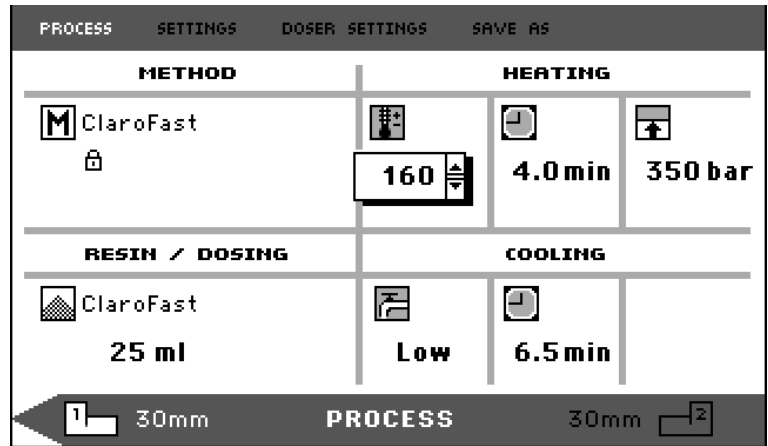 PROCESS SETTINGS DOSER SETTINGS SAVE AS
METHOD HEATING
M ClaroFast
160 4.0 min 350 bar
RESIN / DOSING COOLING
ClaroFast
25 ml Low 6.5 min
1 30mm PROCESS 30mm 2